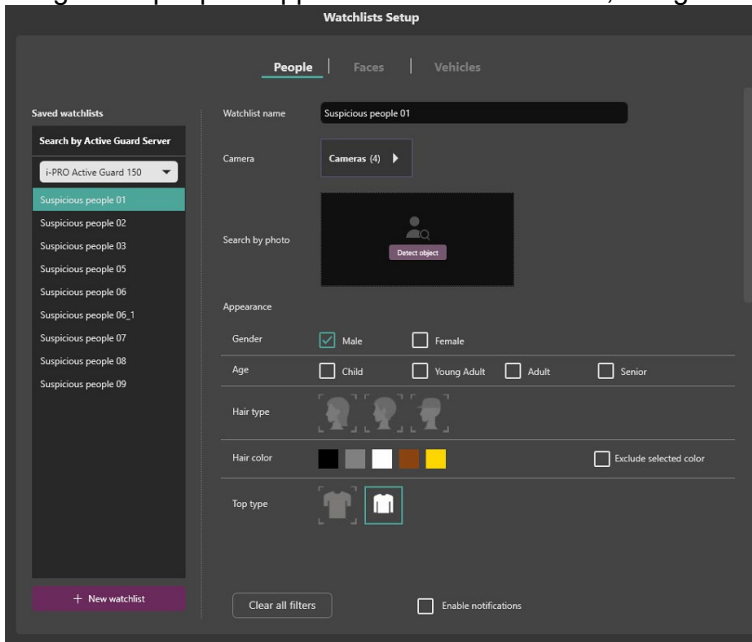 Watchlists Setup
People | Faces | Vehicles
Saved watchlists
Search by Active Guard Server
i-PRO Active Guard 150
Suspicious people 01
Suspicious people 02
Suspicious people 03
Suspicious people 05
Suspicious people 06
Suspicious people 06_1
Suspicious people 07
Suspicious people 08
Suspicious people 09
+ New watchlist
Watchlist name Suspicious people 01
Camera Cameras (4)
Search by photo Detect object
Appearance
Gender Male Female
Age Child Young Adult Adult Senior
Hair type
Hair color Exclude selected color
Top type
Clear all filters Enable notifications